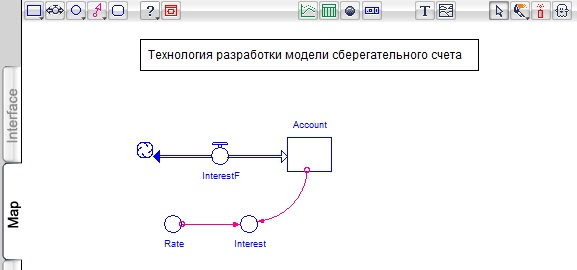 ? T A
Технология разработки модели сберегательного счета
Interface
Map
Account
InterestF
Rate
Interest